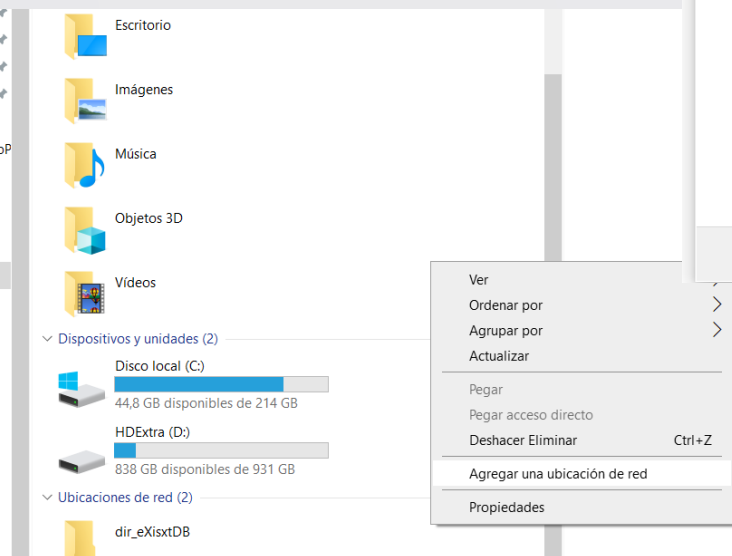 Escritorio
Imágenes
Música
Objetos 3D
Vídeos
Dispositivos y unidades (2)
Disco local (C:)
44,8 GB disponibles de 214 GB
HDExtra (D:)
838 GB disponibles de 931 GB
Ubicaciones de red (2)
dir_eXisxtDB
Ver
Ordenar por
Agrupar por
Actualizar
Pegar
Pegar acceso directo
Deshacer Eliminar Ctrl+Z
Agregar una ubicación de red
Propiedades